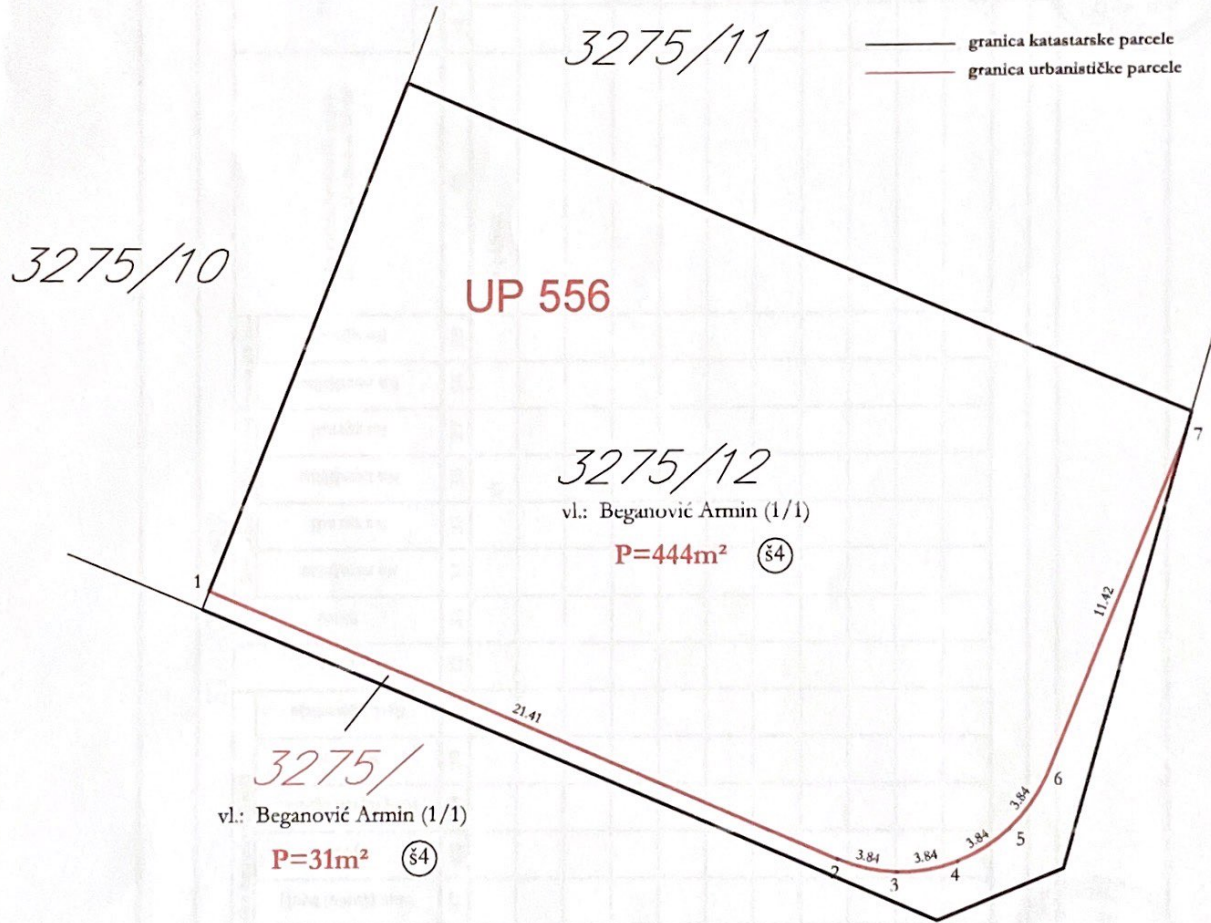 3275/11
granica katastarske parcele
granica urbanističke parcele
3275/10
UP 556
3275/12
vl.: Beganović Armin (1/1)
P=444m² š4
1
7
11.42
21.41
3275/
vl.: Beganović Armin (1/1)
P=31m² š4
2
3.84
3
3.84
4
3.84
5
3.84
6